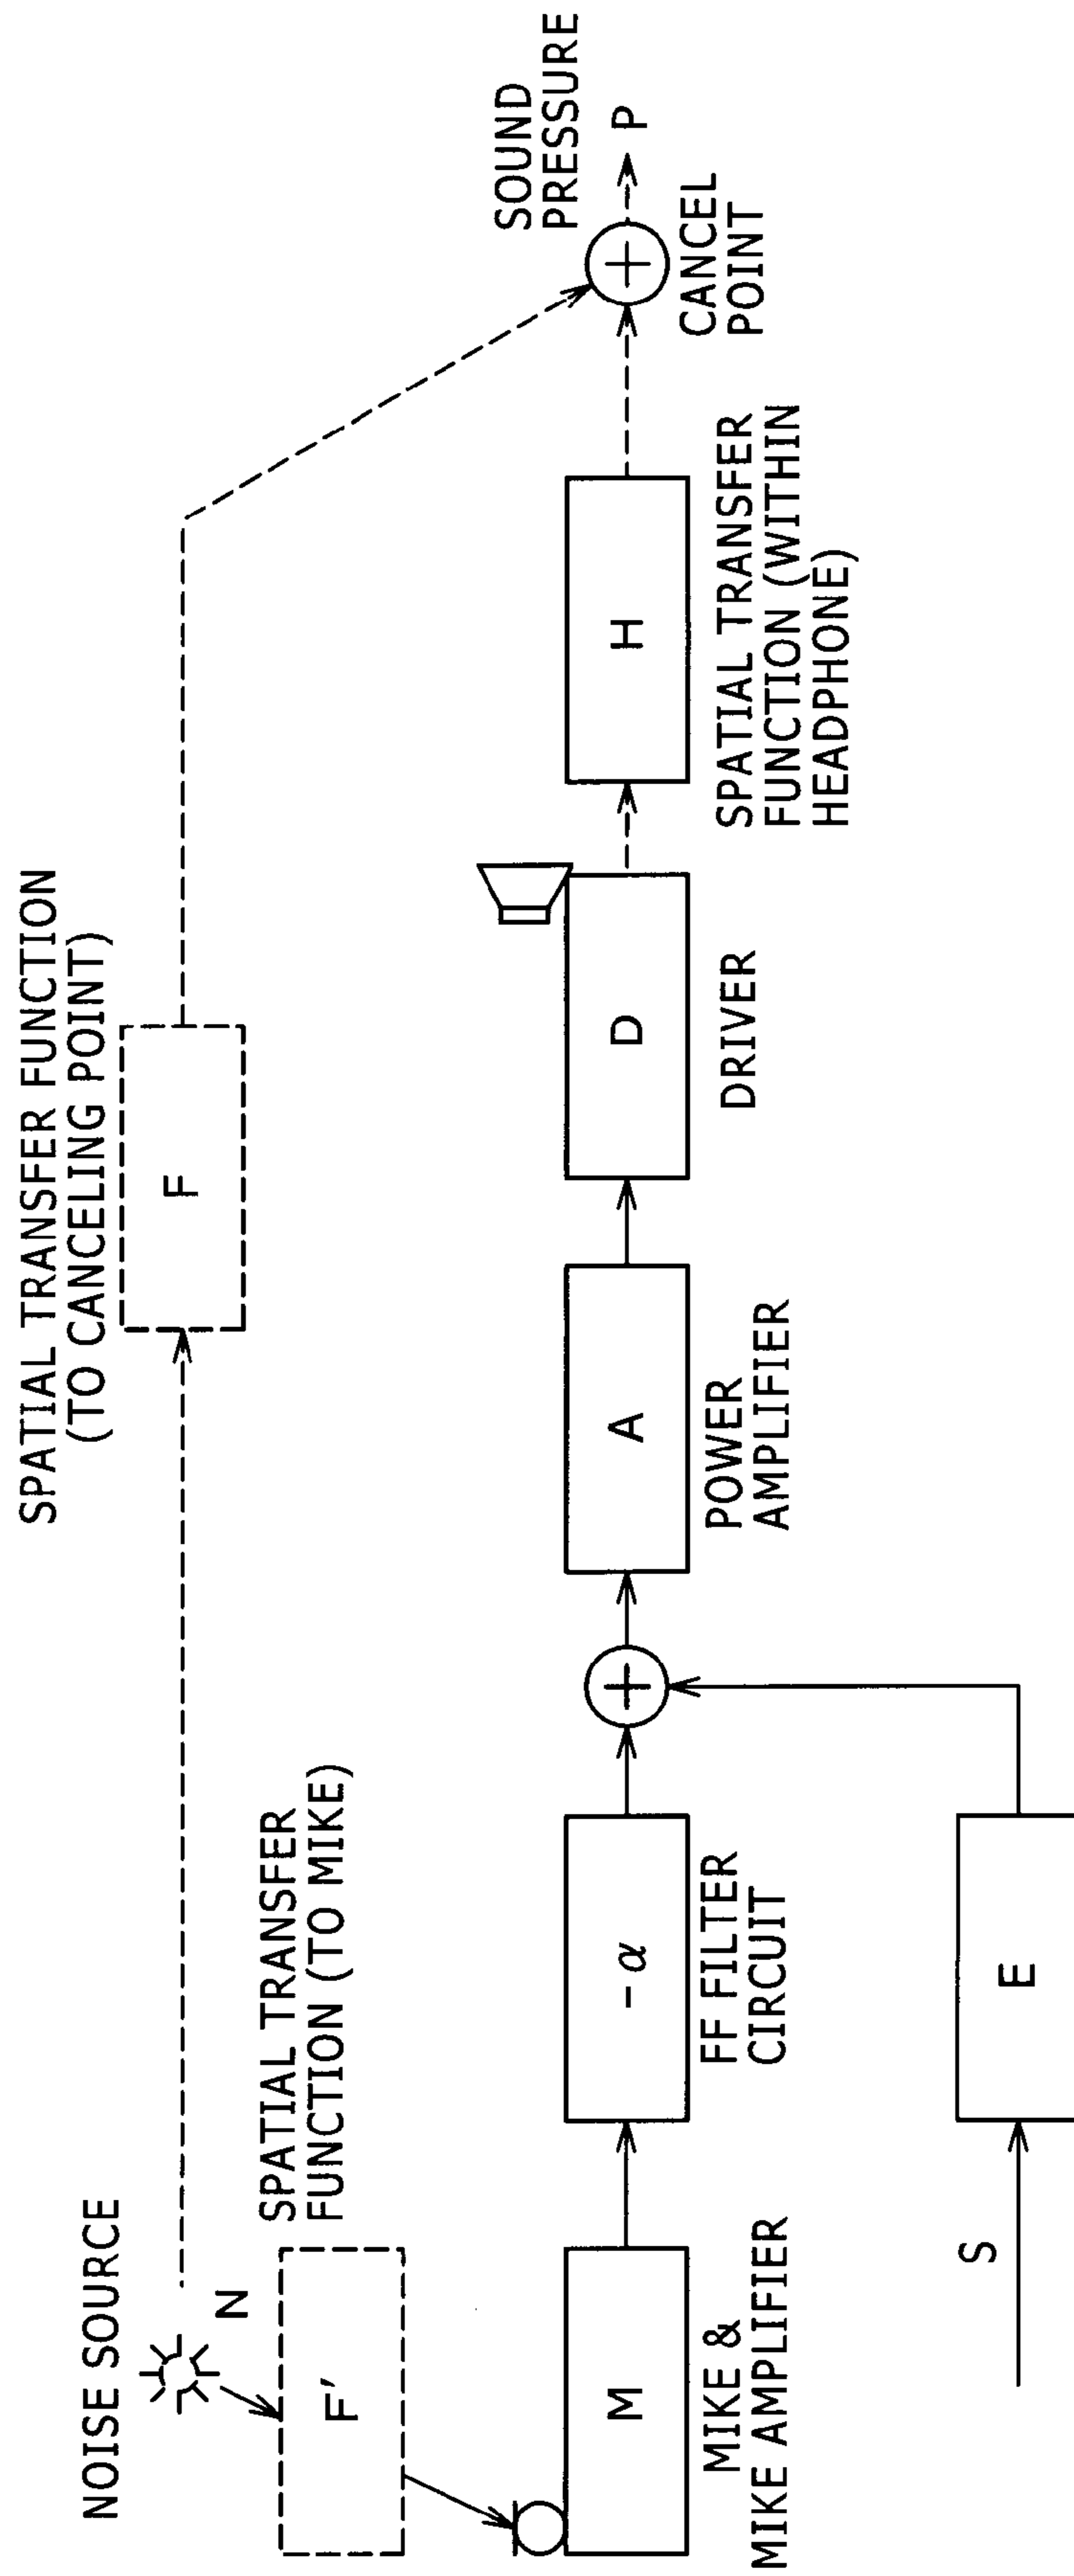 SPATIAL TRANSFER FUNCTION
(TO CANCELING POINT)
F
NOISE SOURCE
N
SPATIAL TRANSFER
FUNCTION (TO MIKE)
F'
SOUND
PRESSURE
P
CANCEL
POINT
M
MIKE &
MIKE AMPLIFIER
-α
FF FILTER
CIRCUIT
A
POWER
AMPLIFIER
D
DRIVER
H
SPATIAL TRANSFER
FUNCTION (WITHIN
HEADPHONE)
S
E